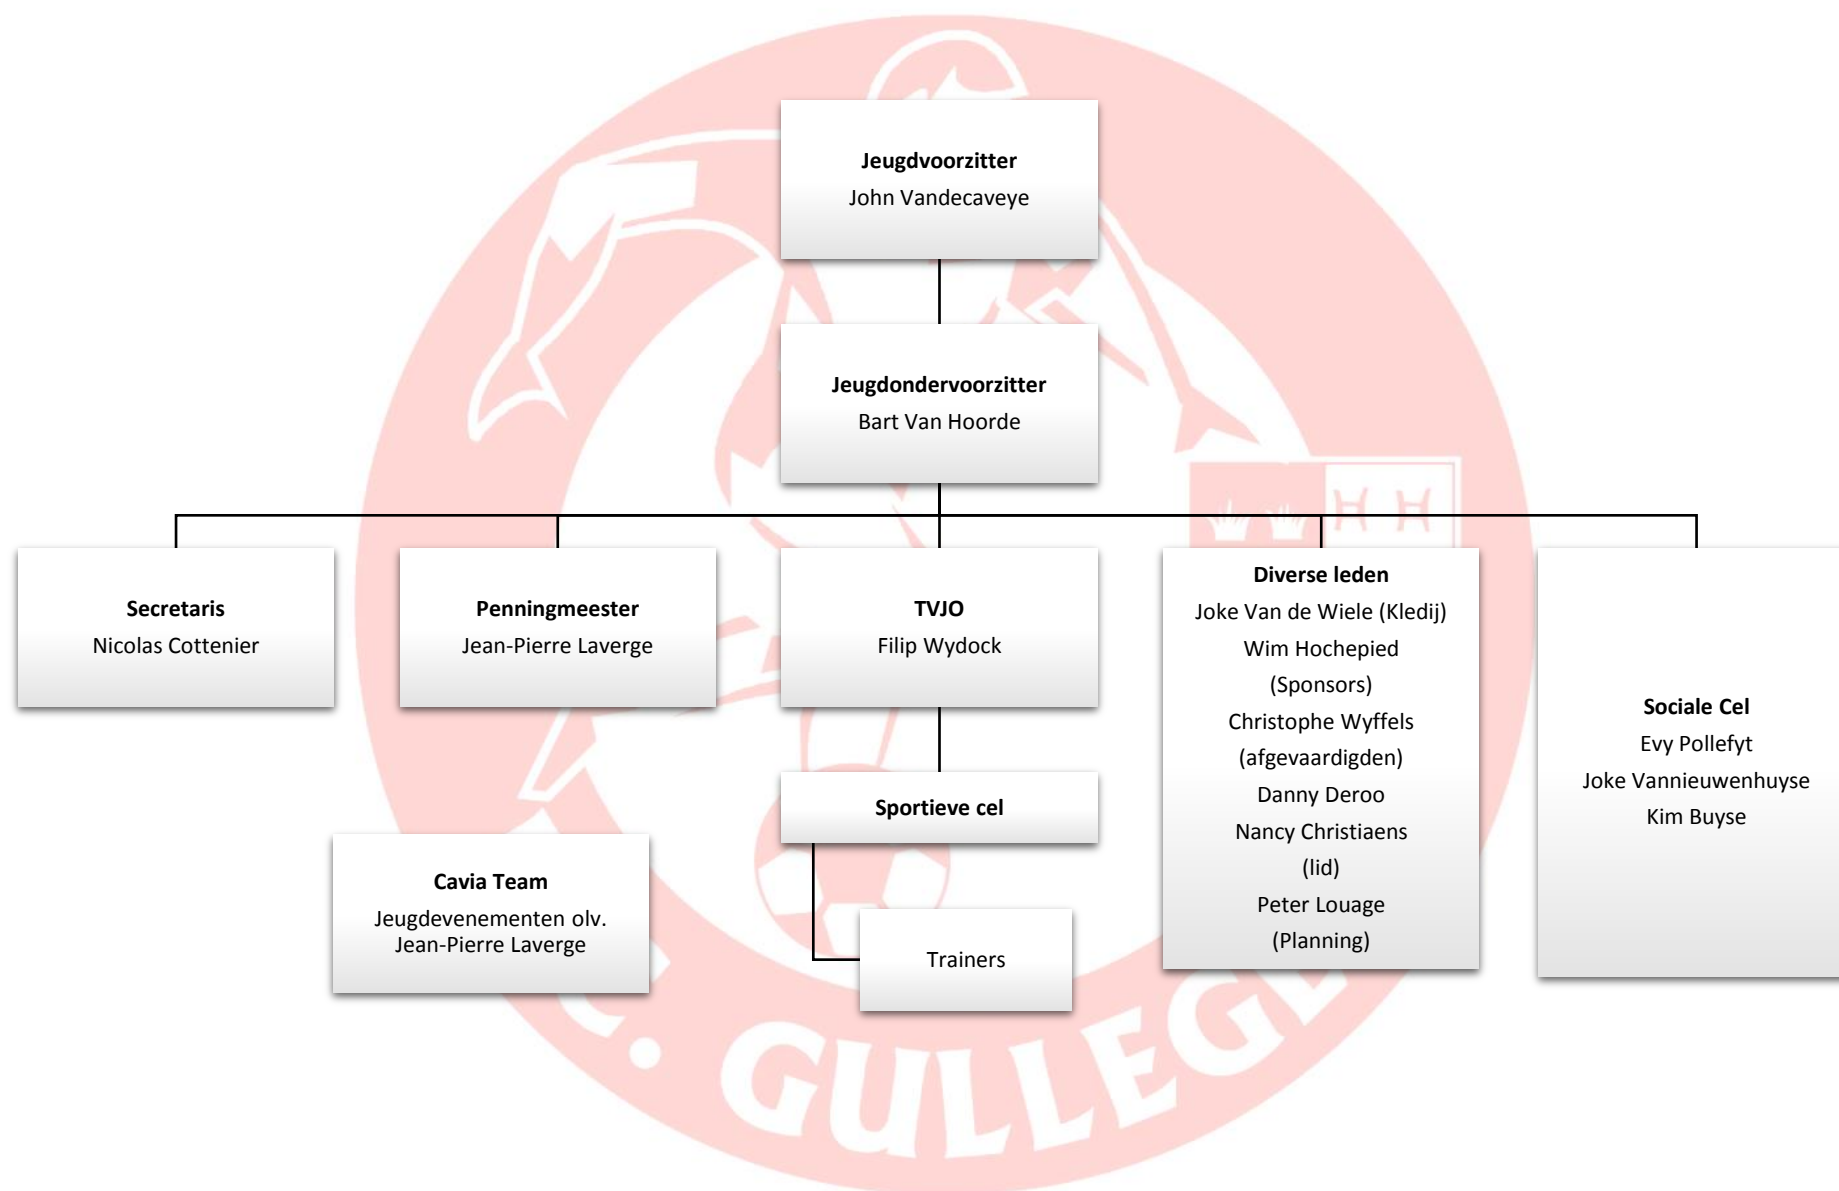 Jeugdvoorzitter
John Vandecaveye
Jeugdondervoorzitter
Bart Van Hoorde
Secretaris
Nicolas Cottenier
Penningmeester
Jean-Pierre Laverge
TVJO
Filip Wydock
Diverse leden
Joke Van de Wiele (Kledij)
Wim Hochepied
(Sponsors)
Christophe Wyffels
(afgevaardigden)
Danny Deroo
Nancy Christiaens
(lid)
Peter Louage
(Planning)
Sociale Cel
Evy Pollefyt
Joke Vannieuwenhuyse
Kim Buyse
Sportieve cel
Cavia Team
Jeugdevenementen olv.
Jean-Pierre Laverge
Trainers
C. GULLEG